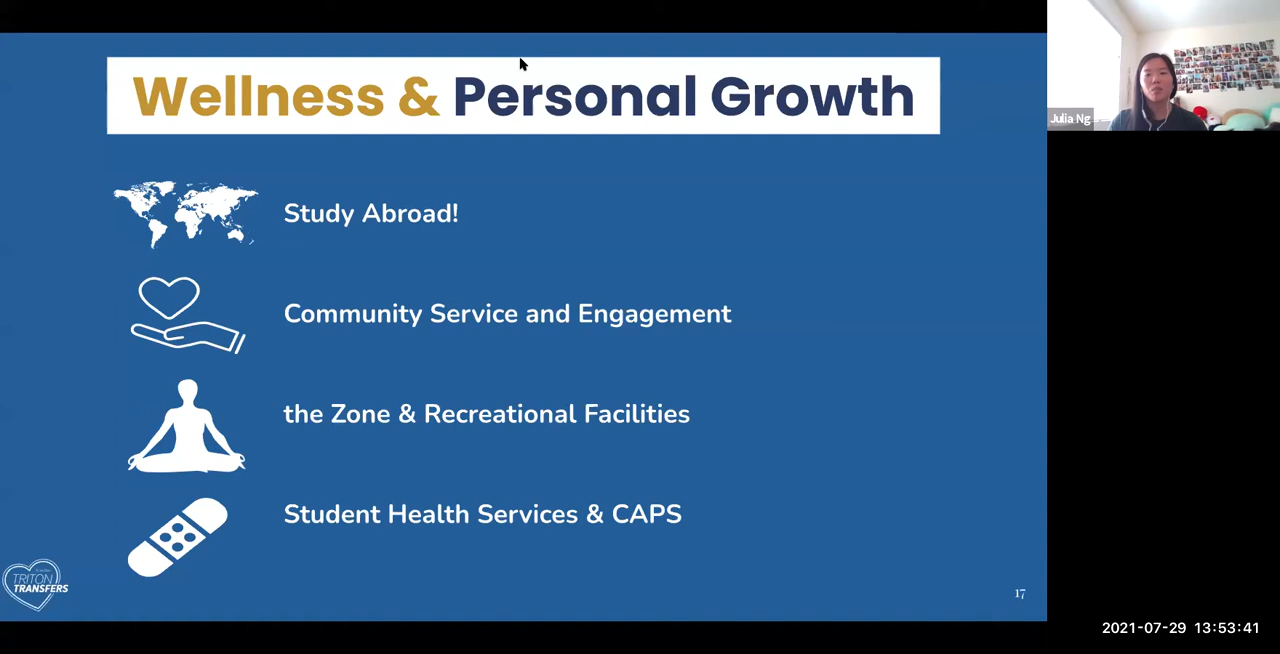 Wellness & Personal Growth
Julia Ng
Study Abroad!
Community Service and Engagement
the Zone & Recreational Facilities
Student Health Services & CAPS
TRITON
TRANSFERS
17
2021-07-29 13:53:41